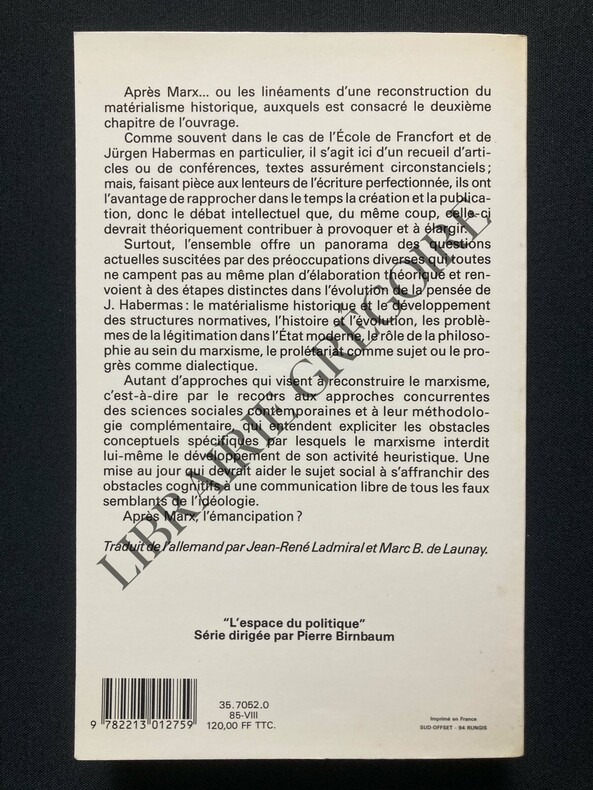 Après Marx... ou les linéaments d'une reconstruction du
matérialisme historique, auxquels est consacré le deuxième
chapitre de l'ouvrage.
Comme souvent dans le cas de l'École de Francfort et de
Jürgen Habermas en particulier, il s'agit ici d'un recueil d'arti-
cles ou de conférences, textes assurément circonstanciels ;
mais, faisant pièce aux lenteurs de l'écriture perfectionnée, ils ont
l'avantage de rapprocher dans le temps la création et la publica-
tion, donc le débat intellectuel que, du même coup, celle-ci
devrait théoriquement contribuer à provoquer et à élargir.
Surtout, l'ensemble offre un panorama des questions
actuelles suscitées par des préoccupations diverses qui toutes
ne campent pas au même plan d'élaboration théorique et ren-
voient à des étapes distinctes dans l'évolution de la pensée de
J. Habermas : le matérialisme historique et le développement
des structures normatives, l'histoire et l'évolution, les problè-
mes de la légitimation dans l'État moderne, le rôle de la philoso-
phie au sein du marxisme, le prolétariat comme sujet ou le pro-
grès comme dialectique.
Autant d'approches qui visent à reconstruire le marxisme,
c'est-à-dire par le recours aux approches concurrentes
des sciences sociales contemporaines et à leur méthodolo-
gie complémentaire, qui entendent expliciter les obstacles
conceptuels spécifiques par lesquels le marxisme interdit
lui-même le développement de son activité heuristique. Une
mise au jour qui devrait aider le sujet social à s'affranchir des
obstacles cognitifs à une communication libre de tous les faux
semblants de l'idéologie.
Après Marx, l'émancipation ?
Traduit de l'allemand par Jean-René Ladmiral et Marc B. de Launay.
"L'espace du politique"
Série dirigée par Pierre Birnbaum
35.7052.0
85-VIII
120,00 FF TTC.
9 782213 012759
Imprimé en France
SUD-OFFSET - 94 RUNGIS
LIBRAIRIE GRÉGOIRE